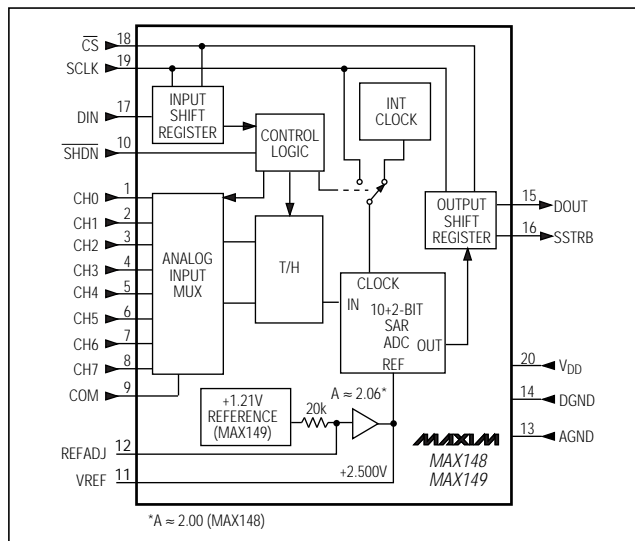 CS 18
SCLK 19
DIN 17
SHDN 10
INPUT
SHIFT
REGISTER
CONTROL
LOGIC
INT
CLOCK
OUTPUT
SHIFT
REGISTER
15 DOUT
16 SSTRB
CH0 1
CH1 2
CH2 3
CH3 4
CH4 5
CH5 6
CH6 7
CH7 8
COM 9
ANALOG
INPUT
MUX
T/H
CLOCK
IN
10+2-BIT
SAR
ADC
OUT
REF
20 VDD
14 DGND
13 AGND
+1.21V
REFERENCE
(MAX149)
20k
A ≈ 2.06*
REFADJ 12
VREF 11
+2.500V
MAXIM
MAX148
MAX149
*A ≈ 2.00 (MAX148)